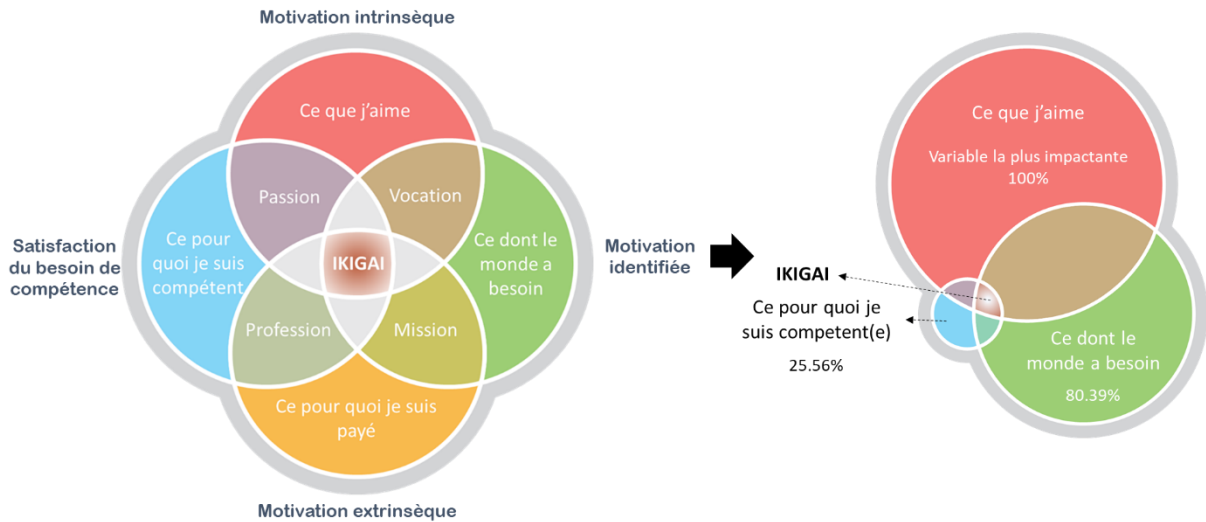 Motivation intrinsèque
Ce que j'aime
Passion
Vocation
Satisfaction
du besoin de
compétence
Ce pour
quoi je suis
compétent
IKIGAI
Ce dont le
monde a
besoin
Motivation
identifiée
Profession
Mission
Ce pour quoi je suis
payé
Motivation extrinsèque
Ce que j'aime
Variable la plus impactante
100%
IKIGAI
Ce pour quoi je
suis competent(e)
25.56%
Ce dont le
monde a besoin
80.39%